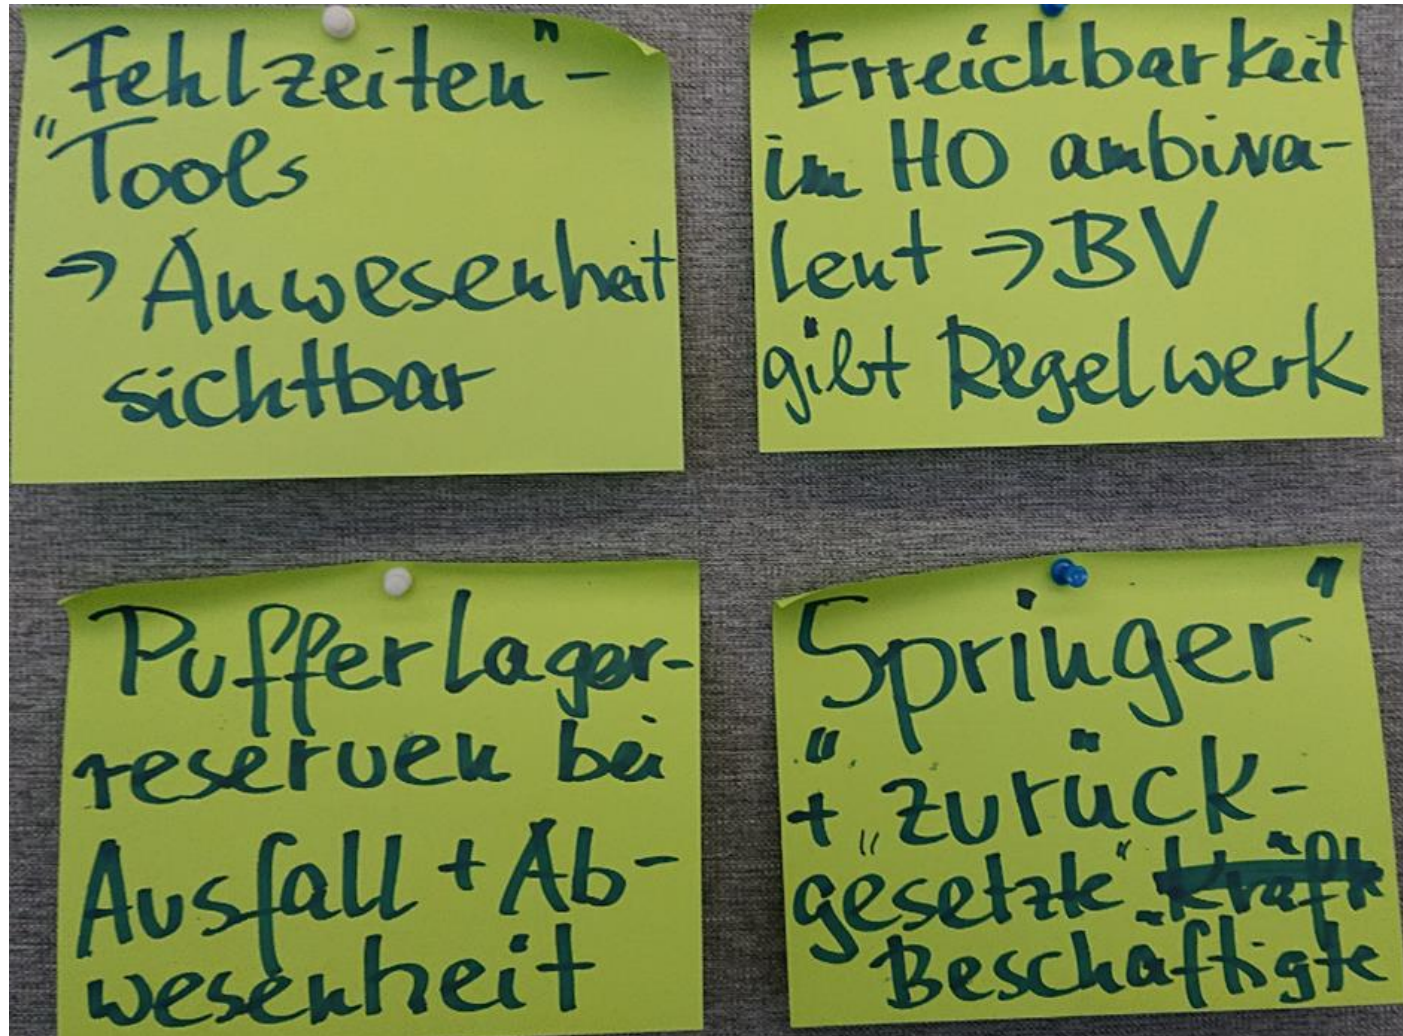 Fehlzeiten"-
"Tools
→ Anwesenheit
sichtbar
Erreichbarkeit
im HO ambiva-
lent → BV
gibt Regelwerk
Pufferlager-
reserven bei
Ausfall + Ab-
wesenheit
"Springer"
+ "zurück-
gesetzte" Kräft
Beschäftigte